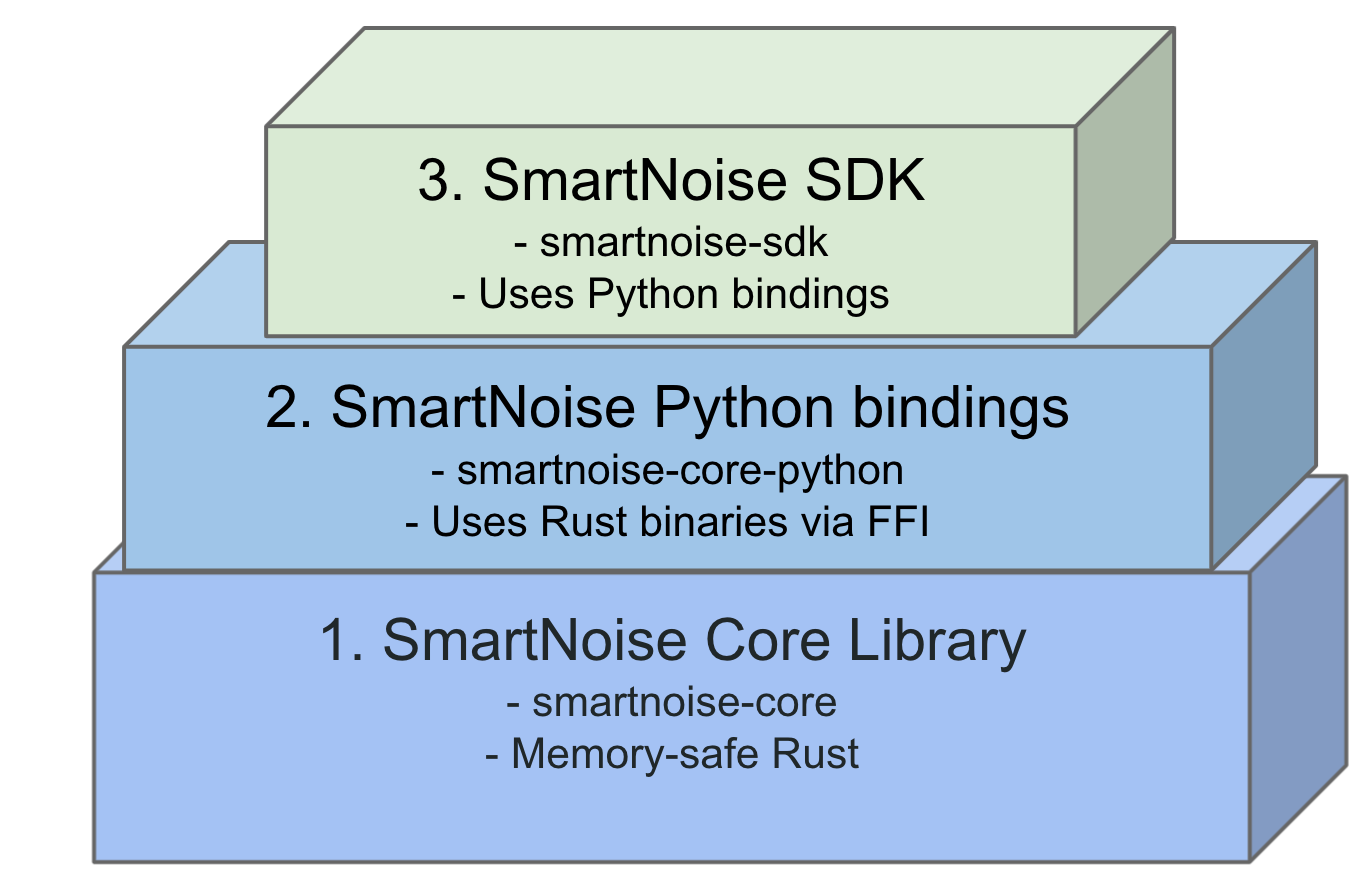 3. SmartNoise SDK
- smartnoise-sdk
- Uses Python bindings
2. SmartNoise Python bindings
- smartnoise-core-python
- Uses Rust binaries via FFI
1. SmartNoise Core Library
- smartnoise-core
- Memory-safe Rust